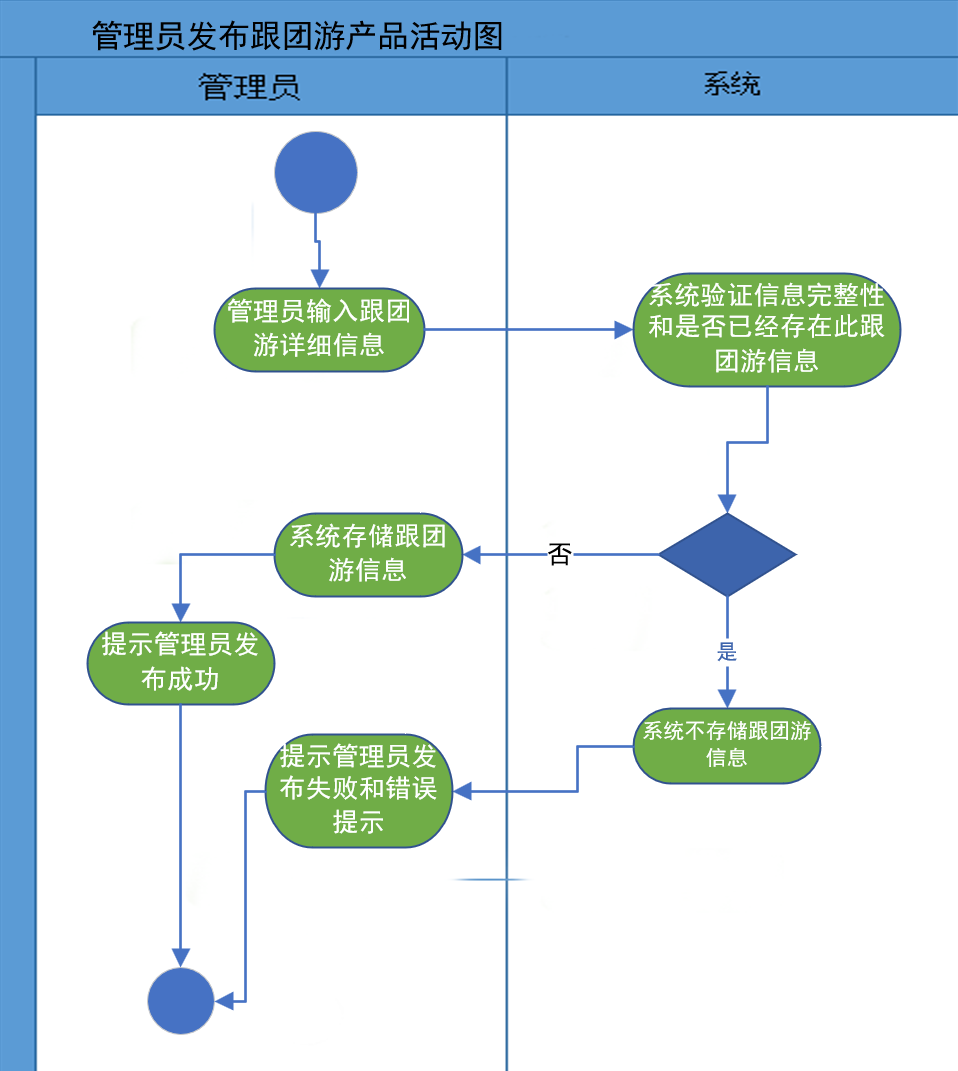 管理员发布跟团游产品活动图
管理员
系统
管理员输入跟团
游详细信息
系统验证信息完整性
和是否已经存在此跟
团游信息
系统存储跟团
游信息
否
提示管理员发
布成功
是
系统不存储跟团游
信息
提示管理员发
布失败和错误
提示